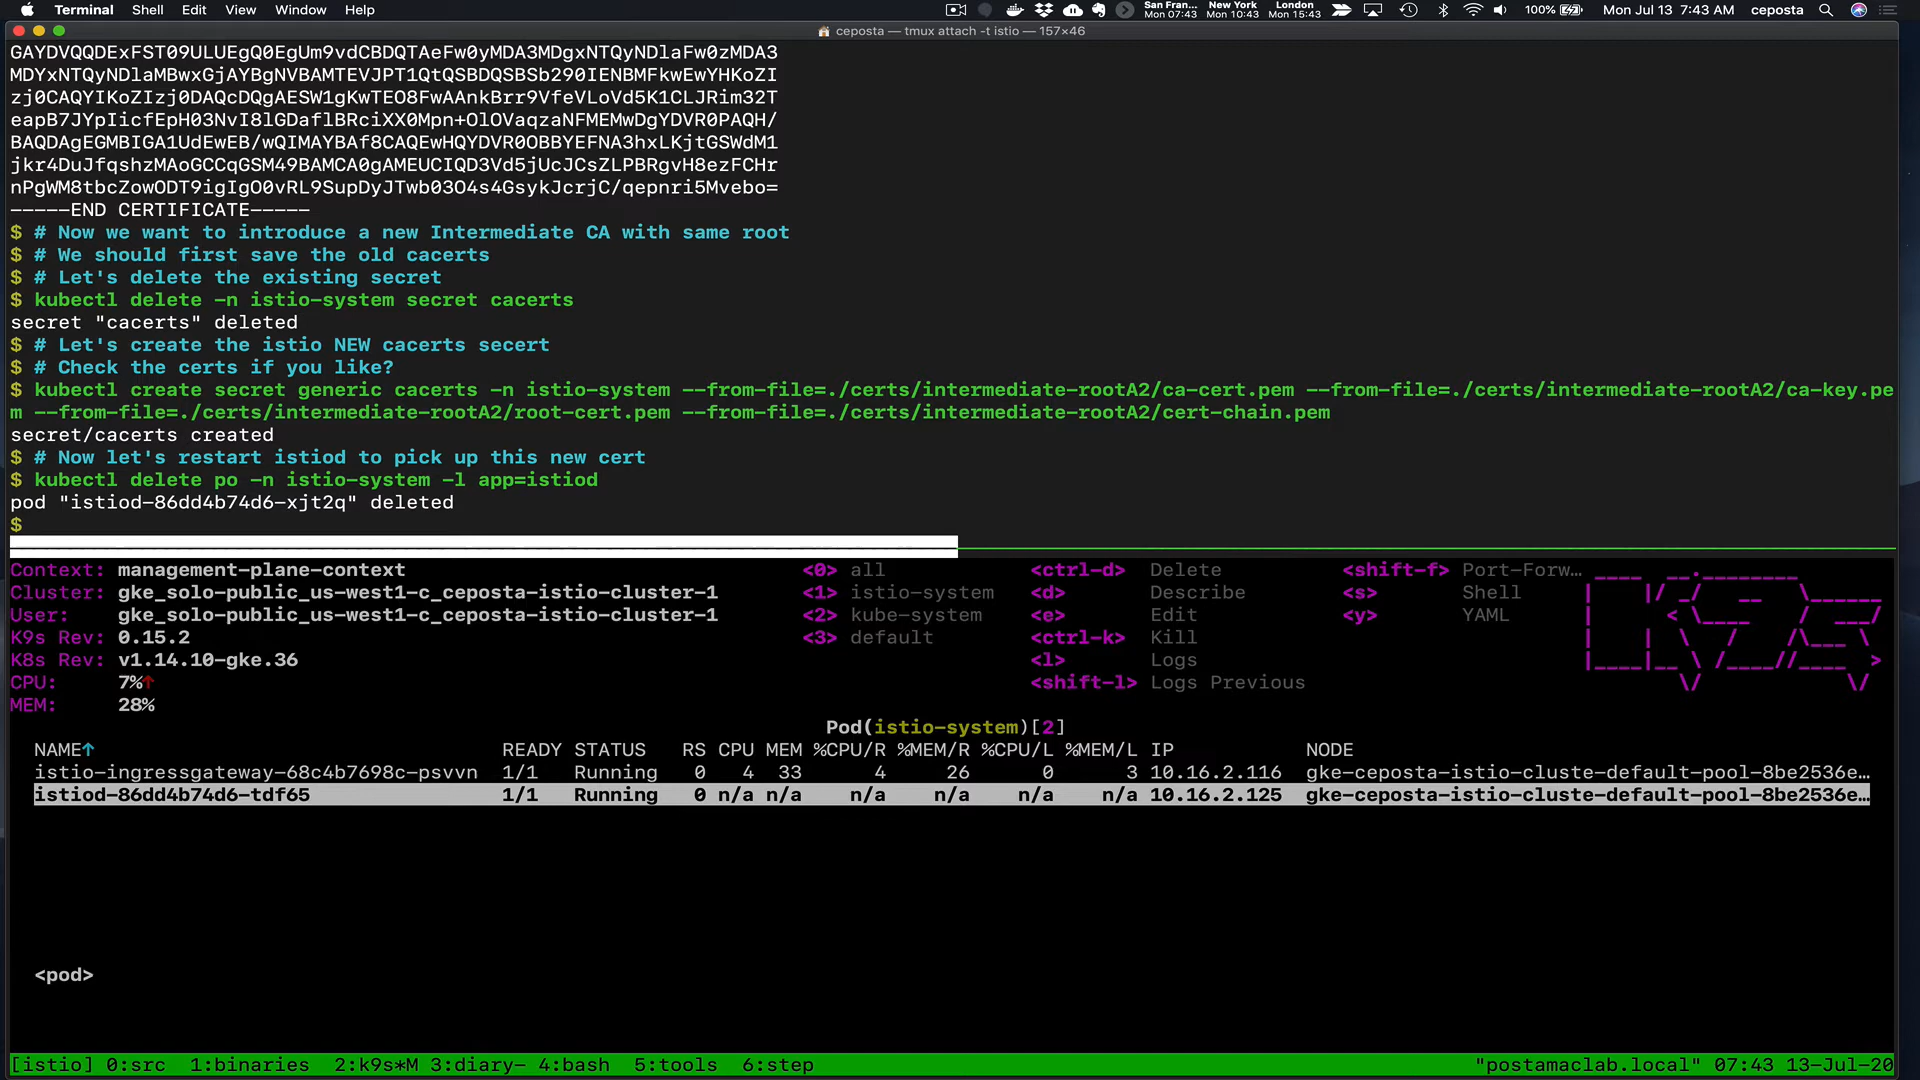 Terminal Shell Edit View Window Help San Fran... Mon 07:43 New York Mon 10:43 London Mon 15:43 100% Mon Jul 13 7:43 AM ceposta
ceposta — tmux attach -t istio — 157×46
GAYDVQQDExFST09ULUEgQ0EgUm9vdCBDQTAeFw0yMDA3MDgxNTQyNDlaFw0zMDA3
MDYxNTQyNDlaMBwxGjAYBgNVBAMTEVJPT1QtQSBDQSBSb290IENBMFkwEwYHKoZI
zj0CAQYIKoZIzj0DAQcDQgAESW1gKwTEO8FwAAnkBrr9VfeVLoVd5K1CLJRim32T
eapB7JYpIicfEpH03NvI8lGDaflBRciXX0Mpn+OlOVaqzaNFMEMwDgYDVR0PAQH/
BAQDAgEGMBIGA1UdEwEB/wQIMAYBAf8CAQEwHQYDVR0OBBYEFNA3hxLKjtGSWdM1
jkr4DuJfqshzMAoGCCqGSM49BAMCA0gAMEUCIQD3Vd5jUcJCsZLPBRgvH8ezFCHr
nPgWM8tbcZowODT9igIgO0vRL9SupDyJTwb03O4s4GsykJcrjC/qepnri5Mvebo=
-----END CERTIFICATE-----
$ # Now we want to introduce a new Intermediate CA with same root
$ # We should first save the old cacerts
$ # Let's delete the existing secret
$ kubectl delete -n istio-system secret cacerts
secret "cacerts" deleted
$ # Let's create the istio NEW cacerts secert
$ # Check the certs if you like?
$ kubectl create secret generic cacerts -n istio-system --from-file=./certs/intermediate-rootA2/ca-cert.pem --from-file=./certs/intermediate-rootA2/ca-key.pe
m --from-file=./certs/intermediate-rootA2/root-cert.pem --from-file=./certs/intermediate-rootA2/cert-chain.pem
secret/cacerts created
$ # Now let's restart istiod to pick up this new cert
$ kubectl delete po -n istio-system -l app=istiod
pod "istiod-86dd4b74d6-xjt2q" deleted
$
Context: management-plane-context <0> all <ctrl-d> Delete <shift-f> Port-Forw…
Cluster: gke_solo-public_us-west1-c_ceposta-istio-cluster-1 <1> istio-system <d> Describe <s> Shell
User: gke_solo-public_us-west1-c_ceposta-istio-cluster-1 <2> kube-system <e> Edit <y> YAML
K9s Rev: 0.15.2 <3> default <ctrl-k> Kill
K8s Rev: v1.14.10-gke.36 <l> Logs
CPU: 7%↑ <shift-l> Logs Previous
MEM: 28%
Pod(istio-system)[2]
NAME↑ READY STATUS RS CPU MEM %CPU/R %MEM/R %CPU/L %MEM/L IP NODE
istio-ingressgateway-68c4b7698c-psvvn 1/1 Running 0 4 33 4 26 0 3 10.16.2.116 gke-ceposta-istio-cluste-default-pool-8be2536e…
istiod-86dd4b74d6-tdf65 1/1 Running 0 n/a n/a n/a n/a n/a n/a 10.16.2.125 gke-ceposta-istio-cluste-default-pool-8be2536e…
<pod>
[istio] 0:src 1:binaries 2:k9s*M 3:diary- 4:bash 5:tools 6:step "postamaclab.local" 07:43 13-Jul-20